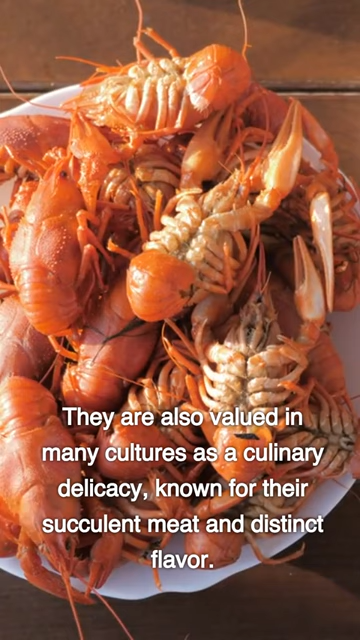 They are also valued in
many cultures as a culinary
delicacy, known for their
succulent meat and distinct
flavor.